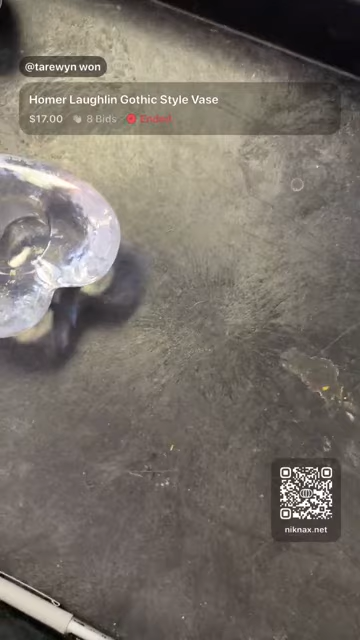 @tarewyn won
Homer Laughlin Gothic Style Vase
$17.00 8 Bids Ended
niknax.net